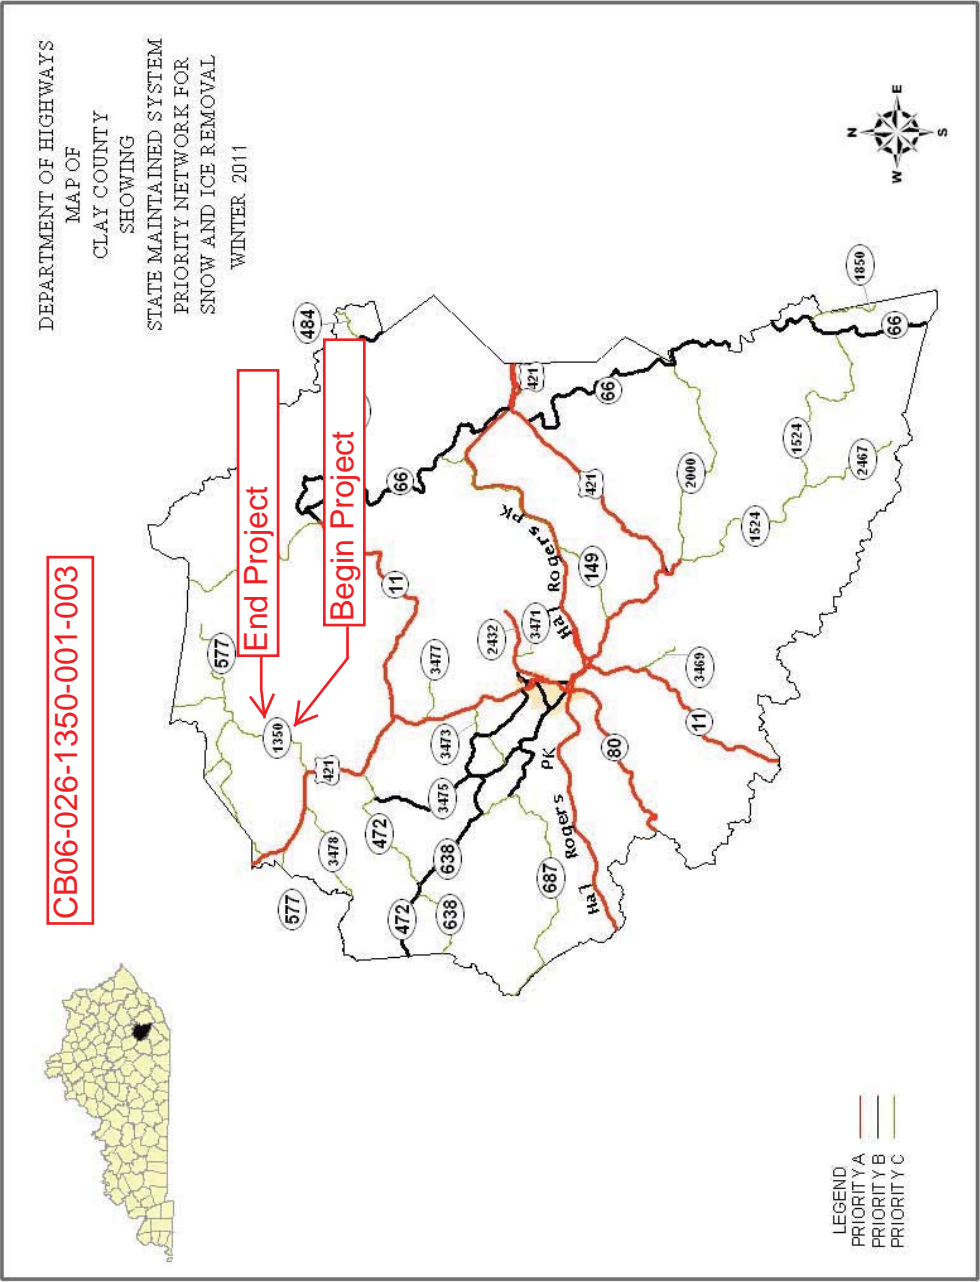 DEPARTMENT OF HIGHWAYS
MAP OF
CLAY COUNTY
SHOWING
STATE MAINTAINED SYSTEM
PRIORITY NETWORK FOR
SNOW AND ICE REMOVAL
WINTER 2011
CB06-026-1350-001-003
End Project
Begin Project
N
E
S
W
484
1850
66
421
66
1524
2467
2000
1524
421
66
Hal Rogers PK
149
11
577
3471
2432
3477
3469
11
1350
421
3473
3475
80
PK
Rogers
Hal
3478
472
638
687
577
472
638
LEGEND
PRIORITY A
PRIORITY B
PRIORITY C